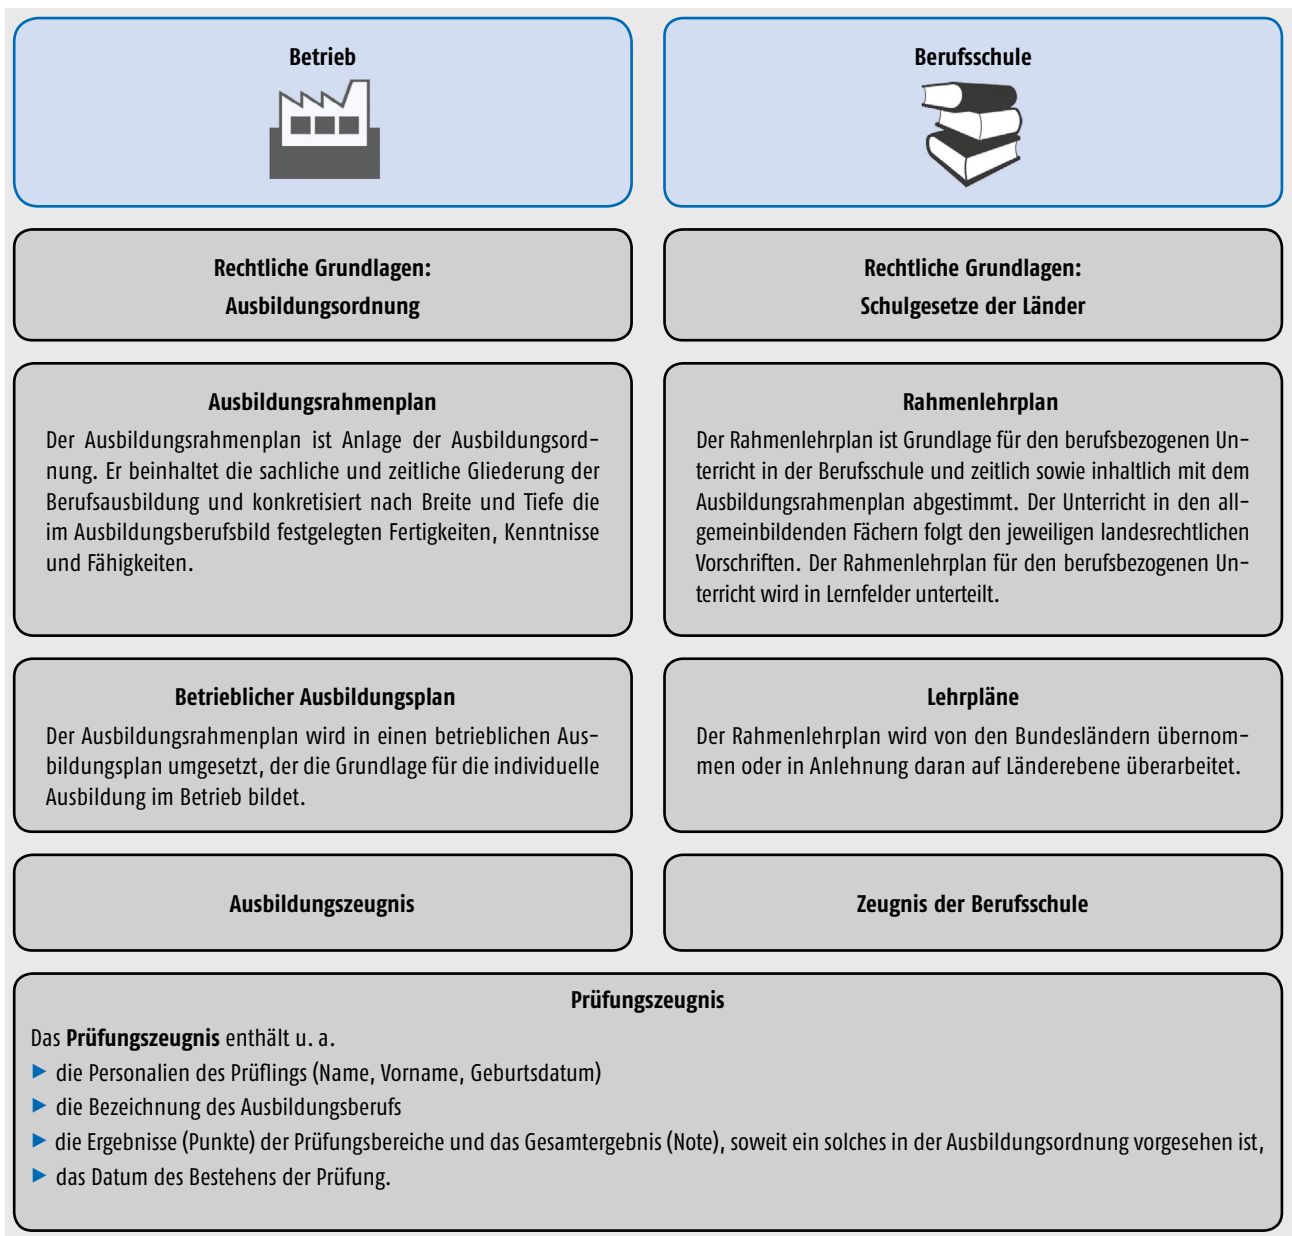 Betrieb
Berufsschule
Rechtliche Grundlagen:
Ausbildungsordnung
Rechtliche Grundlagen:
Schulgesetze der Länder
Ausbildungsrahmenplan
Der Ausbildungsrahmenplan ist Anlage der Ausbildungsord-
nung. Er beinhaltet die sachliche und zeitliche Gliederung der
Berufsausbildung und konkretisiert nach Breite und Tiefe die
im Ausbildungsberufsbild festgelegten Fertigkeiten, Kenntnisse
und Fähigkeiten.
Rahmenlehrplan
Der Rahmenlehrplan ist Grundlage für den berufsbezogenen Un-
terricht in der Berufsschule und zeitlich sowie inhaltlich mit dem
Ausbildungsrahmenplan abgestimmt. Der Unterricht in den all-
gemeinbildenden Fächern folgt den jeweiligen landesrechtlichen
Vorschriften. Der Rahmenlehrplan für den berufsbezogenen Un-
terricht wird in Lernfelder unterteilt.
Betrieblicher Ausbildungsplan
Der Ausbildungsrahmenplan wird in einen betrieblichen Aus-
bildungsplan umgesetzt, der die Grundlage für die individuelle
Ausbildung im Betrieb bildet.
Lehrpläne
Der Rahmenlehrplan wird von den Bundesländern übernom-
men oder in Anlehnung daran auf Länderebene überarbeitet.
Ausbildungszeugnis
Zeugnis der Berufsschule
Prüfungszeugnis
Das Prüfungszeugnis enthält u. a.
▶ die Personalien des Prüflings (Name, Vorname, Geburtsdatum)
▶ die Bezeichnung des Ausbildungsberufs
▶ die Ergebnisse (Punkte) der Prüfungsbereiche und das Gesamtergebnis (Note), soweit ein solches in der Ausbildungsordnung vorgesehen ist,
▶ das Datum des Bestehens der Prüfung.